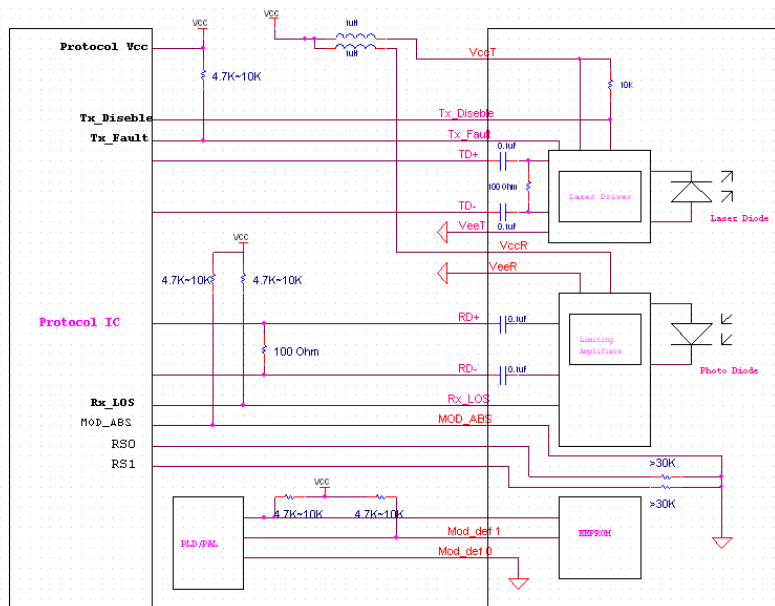 VCC
VCC
1uH
Protocol Vcc
1uH
VccT
4.7K~10K
10K
Tx_Diseble
Tx_Diseble
Tx_Fault
Tx_Fault
0.1uf
TD+
100 Ohm
Laser Driver
TD-
Laser Diode
VeeT
0.1uf
VCC
VccR
VeeR
4.7K~10K
4.7K~10K
Protocol IC
RD+
0.1uf
Limiting
Amplifiers
100 Ohm
RD-
0.1uf
Photo Diode
Rx_LOS
Rx_LOS
MOD_ABS
MOD_ABS
RS0
RS1
>30K
VCC
>30K
4.7K~10K
4.7K~10K
PLD/PAL
Mod_def 1
EEPROM
Mod_def 0